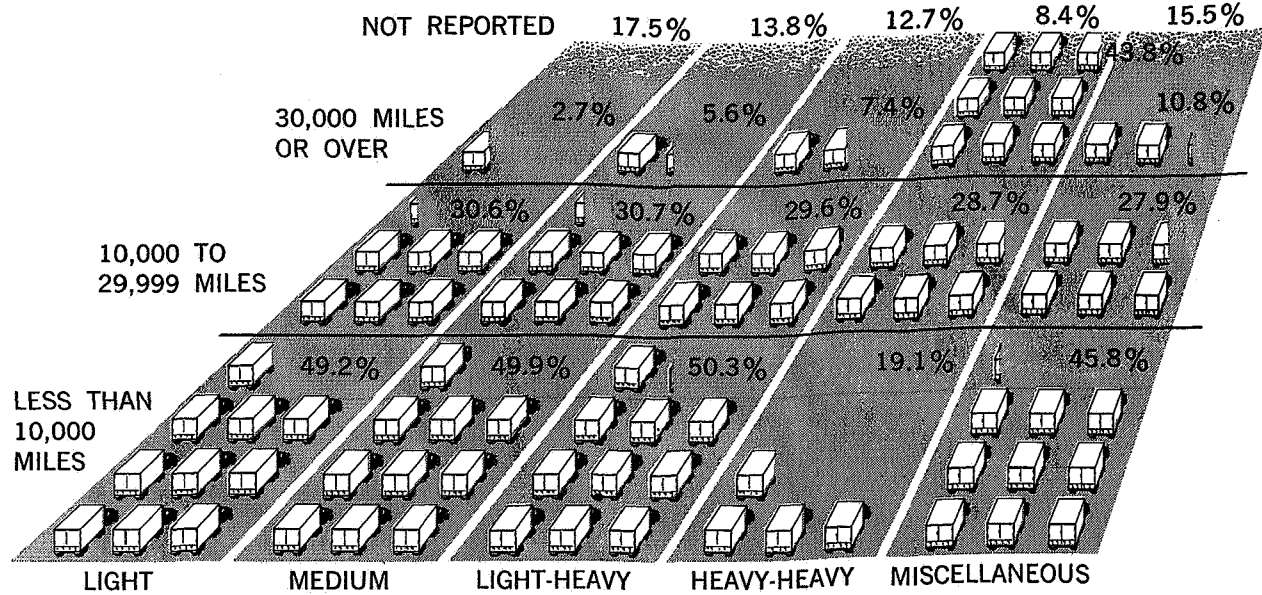 NOT REPORTED 17.5% 13.8% 12.7% 8.4% 15.5%
43.8%
30,000 MILES 2.7% 5.6% 7.4% 10.8%
OR OVER
30.6% 30.7% 29.6% 28.7% 27.9%
10,000 TO
29,999 MILES
49.2% 49.9% 50.3% 19.1% 45.8%
LESS THAN
10,000
MILES
LIGHT MEDIUM LIGHT-HEAVY HEAVY-HEAVY MISCELLANEOUS